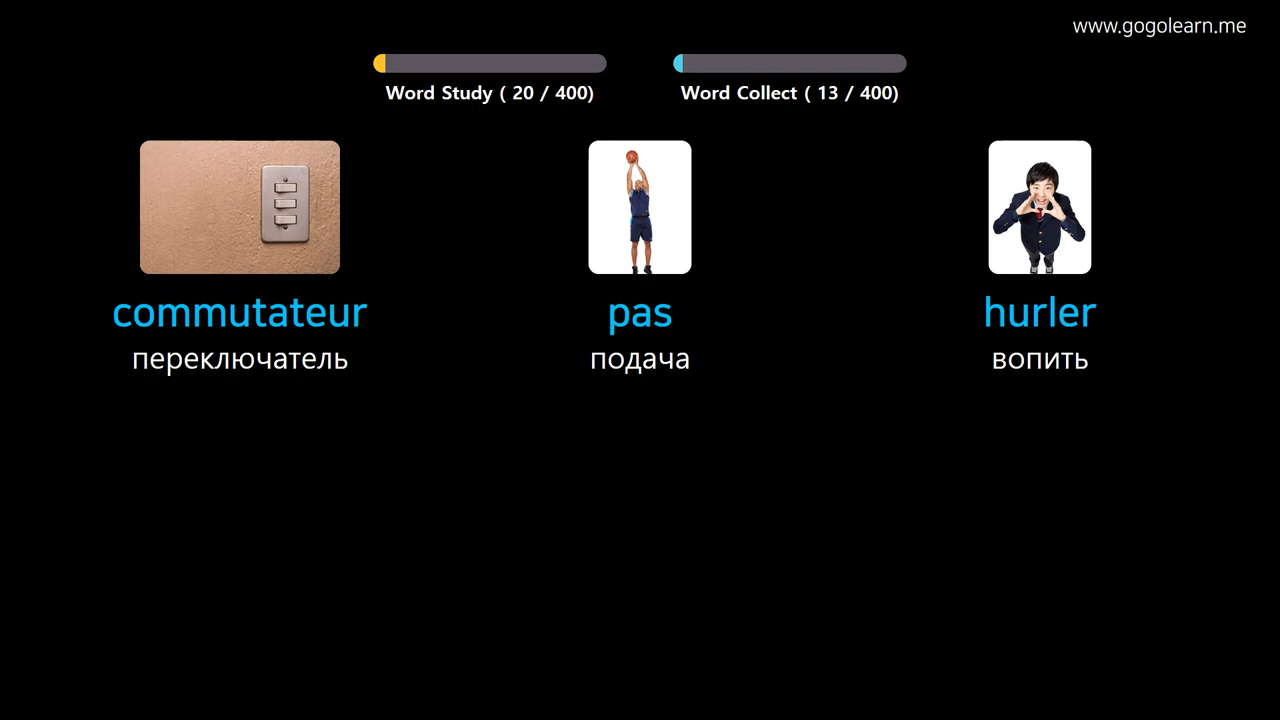 www.gogolearn.me
Word Study ( 20 / 400)
Word Collect ( 13 / 400)
commutateur
переключатель
pas
подача
hurler
вопить